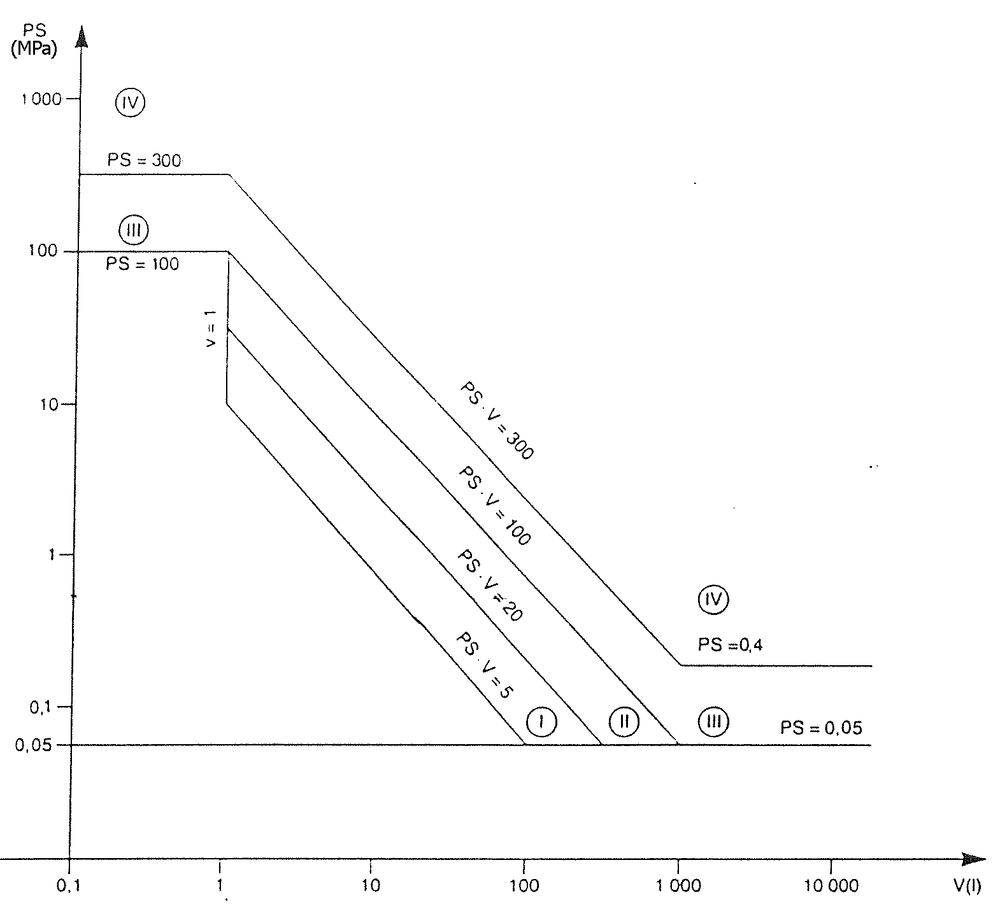 PS
(MPa)
1 000
IV
PS = 300
III
100
PS = 100
v = 1
10
PS · V = 300
PS · V = 100
1
PS · V = 20
IV
PS =0,4
PS · V = 5
0,1
I
II
III
PS = 0,05
0,05
0,1
1
10
100
1 000
10 000
V(l)